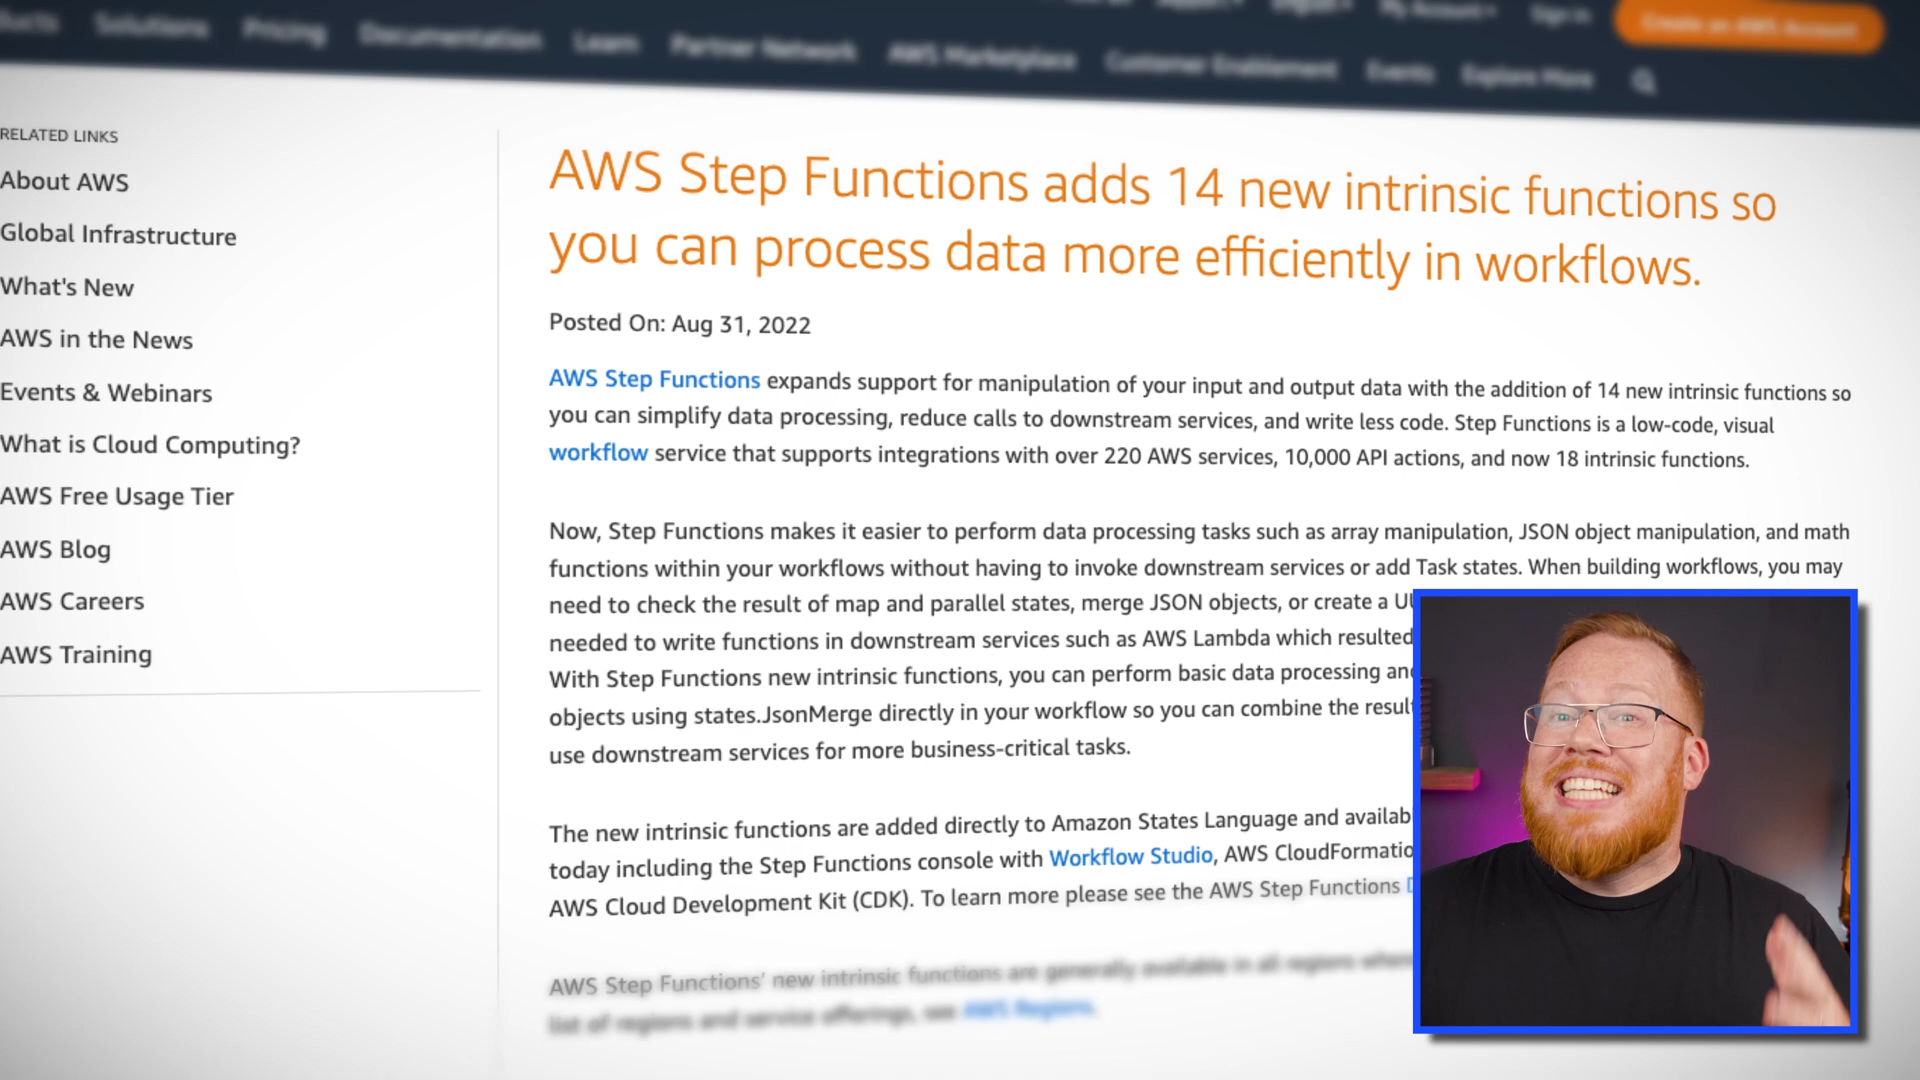 Solutions
Pricing
Documentation
Learn
Partner Network
AWS Marketplace
Customer Enablement
Events
Explore More
My Account
Sign In
Create an AWS Account
RELATED LINKS
About AWS
Global Infrastructure
What's New
AWS in the News
Events & Webinars
What is Cloud Computing?
AWS Free Usage Tier
AWS Blog
AWS Careers
AWS Training
AWS Step Functions adds 14 new intrinsic functions so
you can process data more efficiently in workflows.
Posted On: Aug 31, 2022
AWS Step Functions expands support for manipulation of your input and output data with the addition of 14 new intrinsic functions so
you can simplify data processing, reduce calls to downstream services, and write less code. Step Functions is a low-code, visual
workflow service that supports integrations with over 220 AWS services, 10,000 API actions, and now 18 intrinsic functions.
Now, Step Functions makes it easier to perform data processing tasks such as array manipulation, JSON object manipulation, and math
functions within your workflows without having to invoke downstream services or add Task states. When building workflows, you may
need to check the result of map and parallel states, merge JSON objects, or create a
needed to write functions in downstream services such as AWS Lambda which resulted
With Step Functions new intrinsic functions, you can perform basic data processing
objects using states.JsonMerge directly in your workflow so you can combine the
use downstream services for more business-critical tasks.
The new intrinsic functions are added directly to Amazon States Language and
today including the Step Functions console with Workflow Studio, AWS
AWS Cloud Development Kit (CDK). To learn more please see the AWS Step Functions
AWS Step Functions' new intrinsic functions are generally available in all regions
list of regions and service offerings, see AWS Regions.